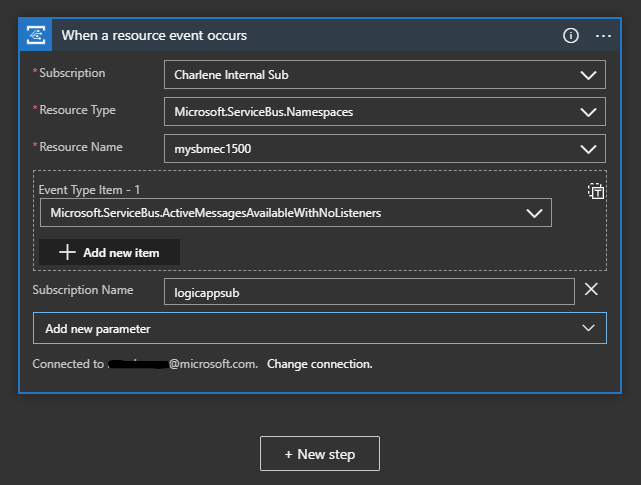 When a resource event occurs
* Subscription Charlene Internal Sub
* Resource Type Microsoft.ServiceBus.Namespaces
* Resource Name mysbmec1500
Event Type Item - 1
Microsoft.ServiceBus.ActiveMessagesAvailableWithNoListeners
+ Add new item
Subscription Name logicappsub
Add new parameter
Connected to @microsoft.com. Change connection.
+ New step